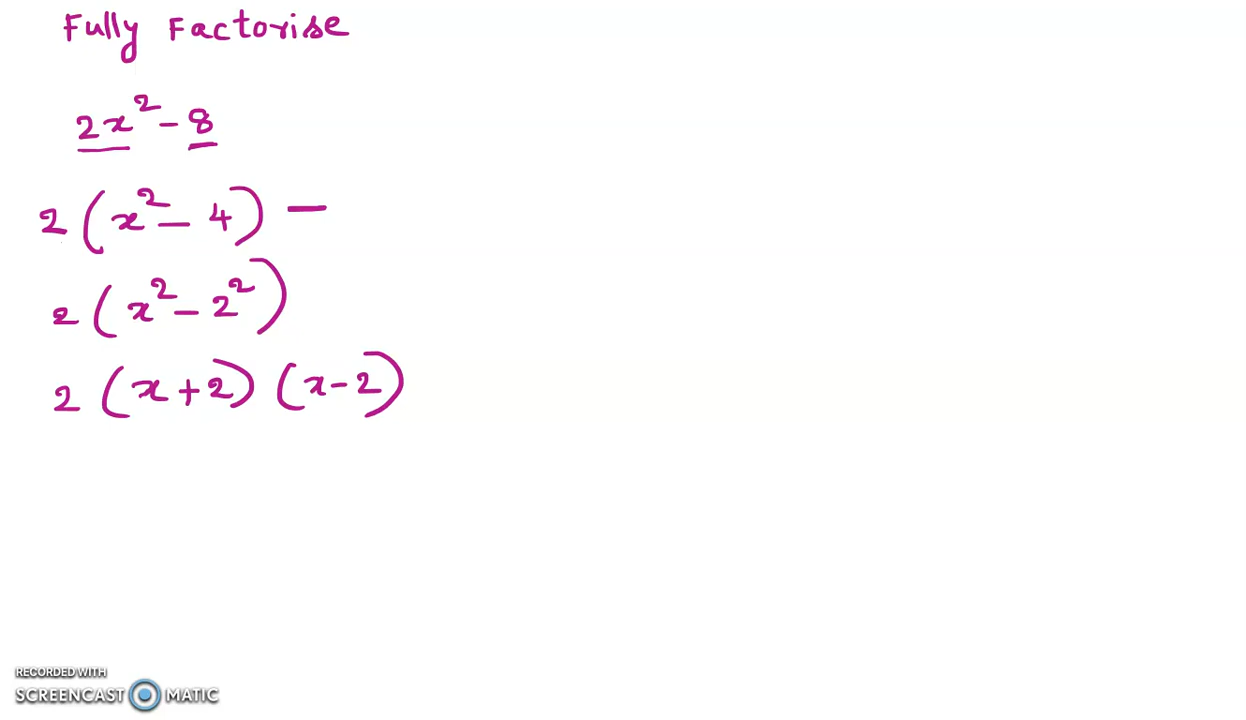 Fully Factorise
2x² - 8
2 (x² - 4) —
2 (x² - 2²)
2 (x + 2) (x - 2)
RECORDED WITH
SCREENCAST MATIC